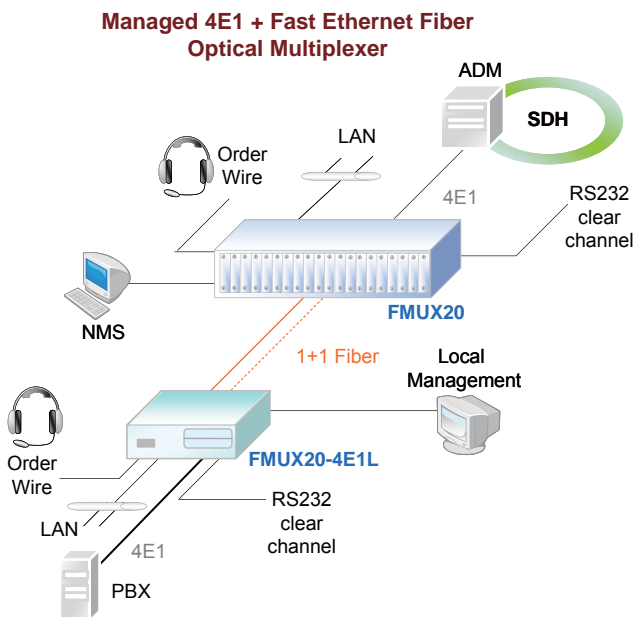 Managed 4E1 + Fast Ethernet Fiber
Optical Multiplexer
ADM
SDH
LAN
Order
Wire
4E1
RS232
clear
channel
NMS
FMUX20
1+1 Fiber
Local
Management
Order
Wire
FMUX20-4E1L
LAN
RS232
clear
channel
4E1
PBX